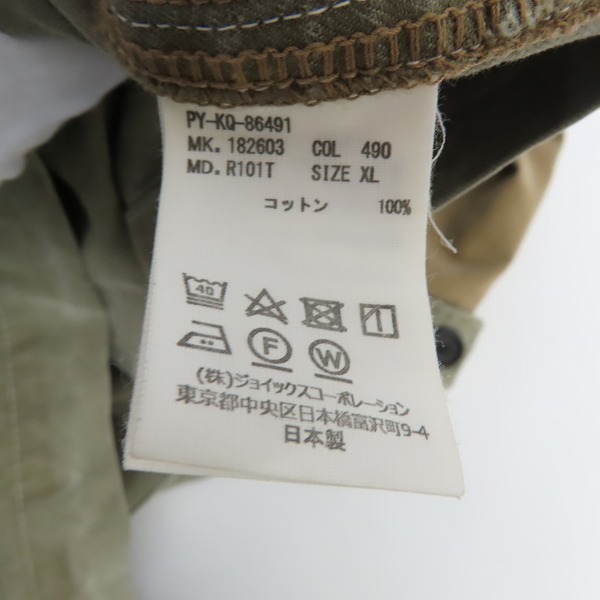 PY-KQ-86491
MK. 182603 COL 490
MD. R101T SIZE XL
コットン 100%
40
F W
(株)ジョイックスコーポレーション
東京都中央区日本橋富沢町9-4
日本製